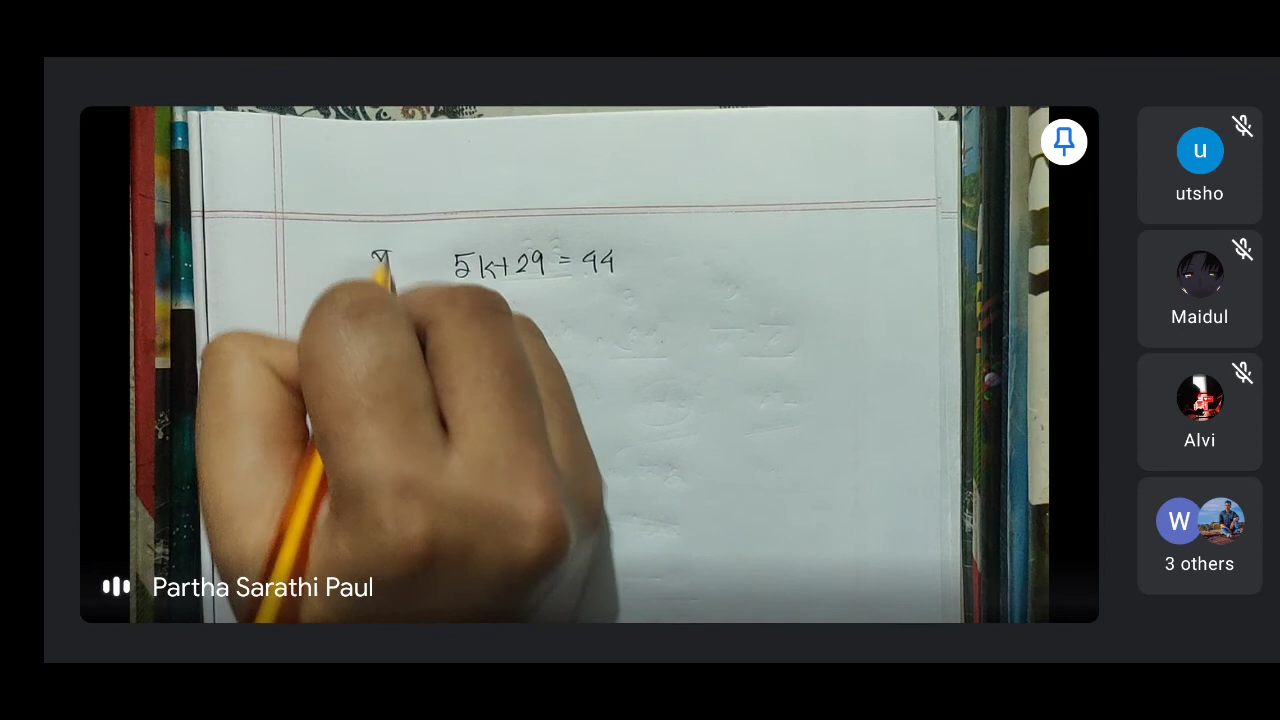 5k+29 = 44
utsho
Maidul
Alvi
W
3 others
Partha Sarathi Paul